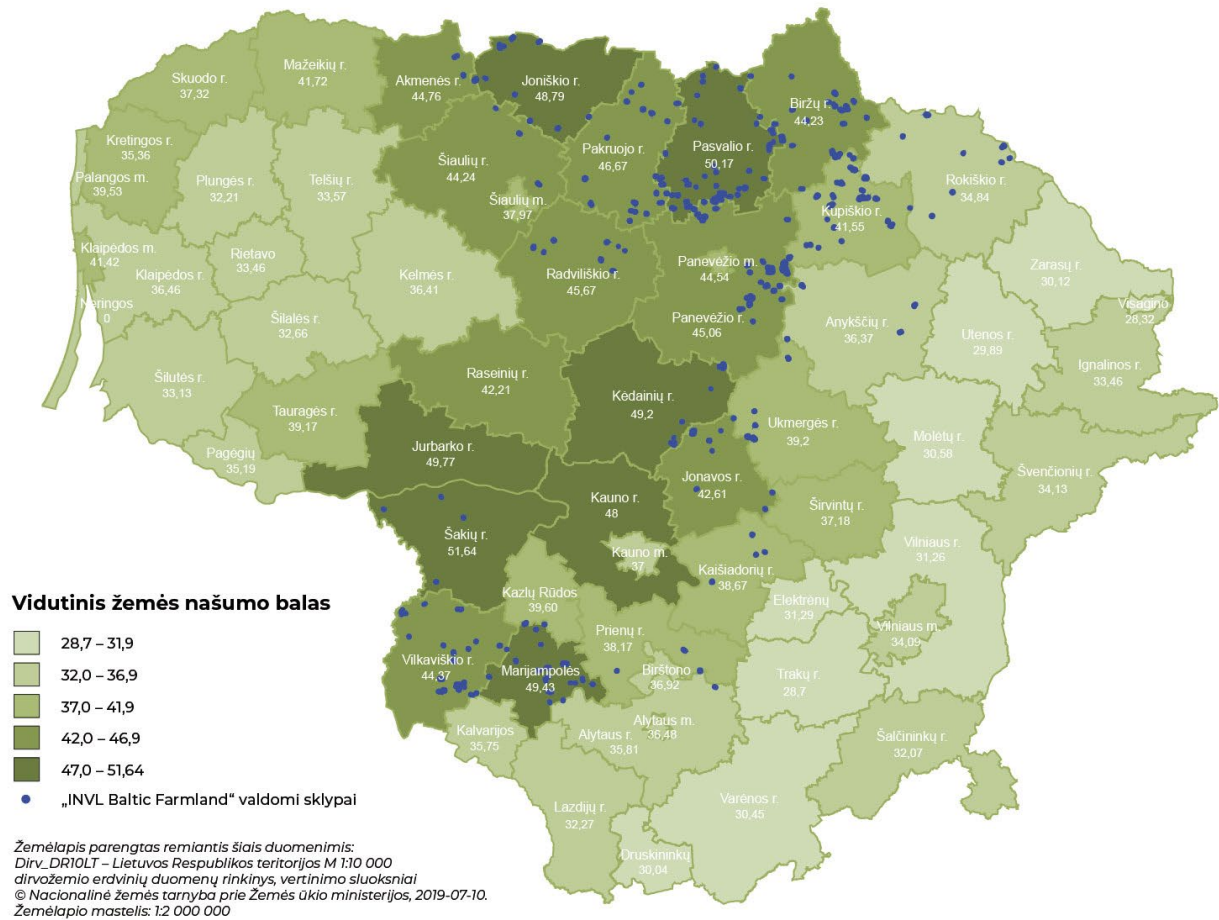 Skuodo r.
37,32
Mažeikių r.
41,72
Akmenės r.
44,76
Joniškio r.
48,79
Biržų r.
44,23
Kretingos r.
35,36
Palangos m.
39,53
Plungės r.
32,21
Telšių r.
33,57
Šiaulių r.
44,24
Šiaulių m.
37,97
Pakruojo r.
46,67
Pasvalio r.
50,17
Rokiškio r.
34,84
Kupiškio r.
41,55
Klaipėdos m.
41,42
Klaipėdos r.
36,46
Rietavo
33,46
Kelmės r.
36,41
Radviliškio r.
45,67
Panevėžio m.
44,54
Panevėžio r.
45,06
Zarasų r.
30,12
Visagino
28,32
Neringos
0
Šilalės r.
32,66
Anykščių r.
36,37
Utenos r.
29,89
Ignalinos r.
33,46
Šilutės r.
33,13
Raseinių r.
42,21
Kėdainių r.
49,2
Tauragės r.
39,17
Ukmergės r.
39,2
Molėtų r.
30,58
Pagėgių
35,19
Jurbarko r.
49,77
Jonavos r.
42,61
Švenčionių r.
34,13
Kauno r.
48
Širvintų r.
37,18
Šakių r.
51,64
Kauno m.
37
Kaišiadorių r.
38,67
Vilniaus r.
31,26
Kazlų Rūdos
39,60
Elektrėnų
31,29
Vilniaus m.
34,09
Prienų r.
38,17
Vilkaviškio r.
44,37
Marijampolės
49,43
Birštono
36,92
Trakų r.
28,7
Kalvarijos
35,75
Alytaus m.
36,48
Alytaus r.
35,81
Šalčininkų r.
32,07
Lazdijų r.
32,27
Varėnos r.
30,45
Druskininkų
30,04
Vidutinis žemės našumo balas
28,7 – 31,9
32,0 – 36,9
37,0 – 41,9
42,0 – 46,9
47,0 – 51,64
„INVL Baltic Farmland“ valdomi sklypai
Žemėlapis parengtas remiantis šiais duomenimis:
Dirv_DR10LT – Lietuvos Respublikos teritorijos M 1:10 000
dirvožemio erdvinių duomenų rinkinys, vertinimo sluoksniai
© Nacionalinė žemės tarnyba prie Žemės ūkio ministerijos, 2019-07-10.
Žemėlapio mastelis: 1:2 000 000